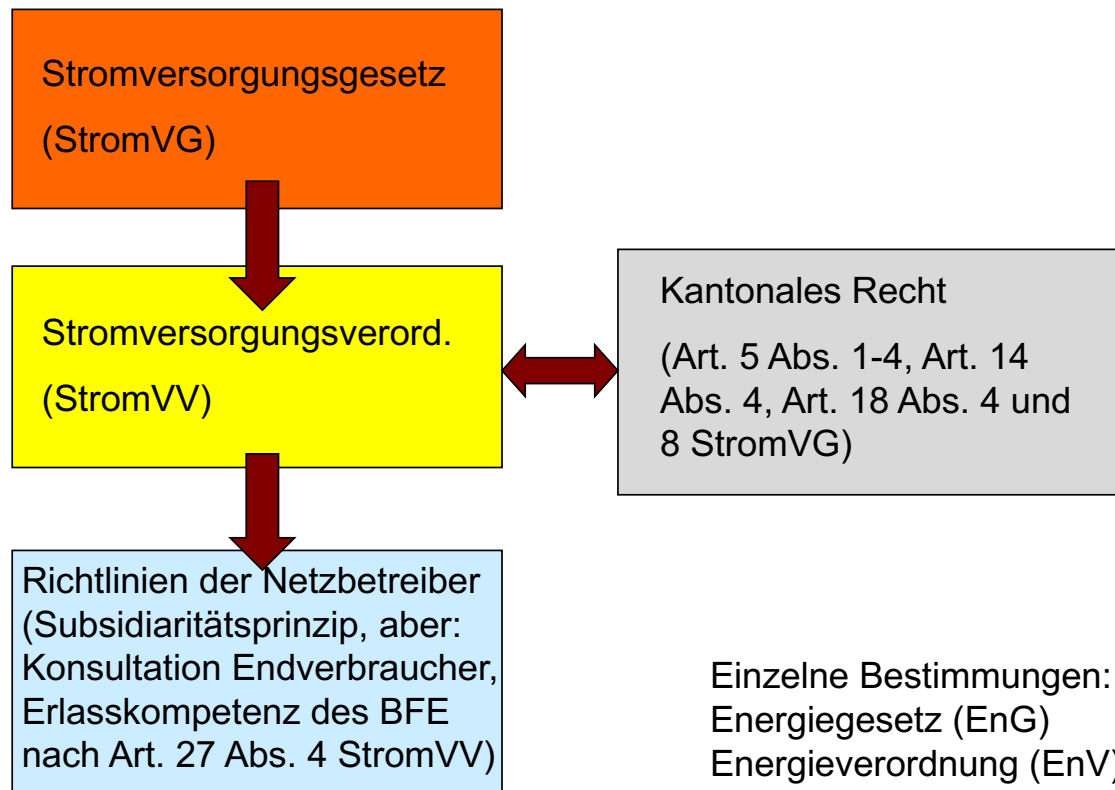 Stromversorgungsgesetz
(StromVG)
Stromversorgungsverord.
(StromVV)
Kantonales Recht
(Art. 5 Abs. 1-4, Art. 14
Abs. 4, Art. 18 Abs. 4 und
8 StromVG)
Richtlinien der Netzbetreiber
(Subsidiaritätsprinzip, aber:
Konsultation Endverbraucher,
Erlasskompetenz des BFE
nach Art. 27 Abs. 4 StromVV)
Einzelne Bestimmungen:
Energiegesetz (EnG)
Energieverordnung (EnV)